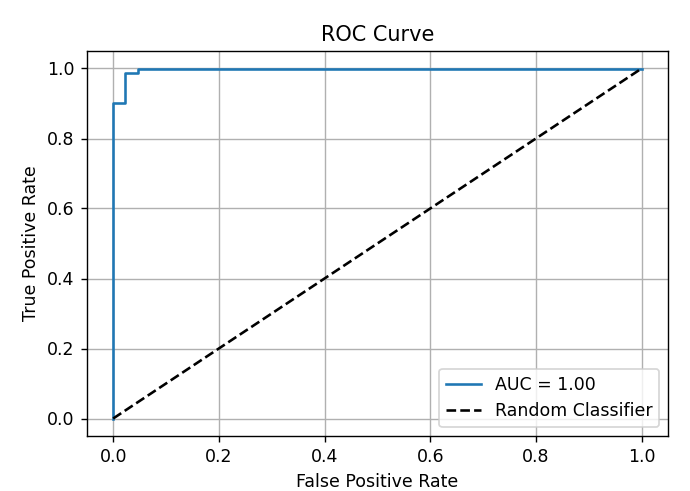 ROC Curve
1.0
0.8
0.6
0.4
0.2
0.0
True Positive Rate
AUC = 1.00
Random Classifier
0.0 0.2 0.4 0.6 0.8 1.0
False Positive Rate